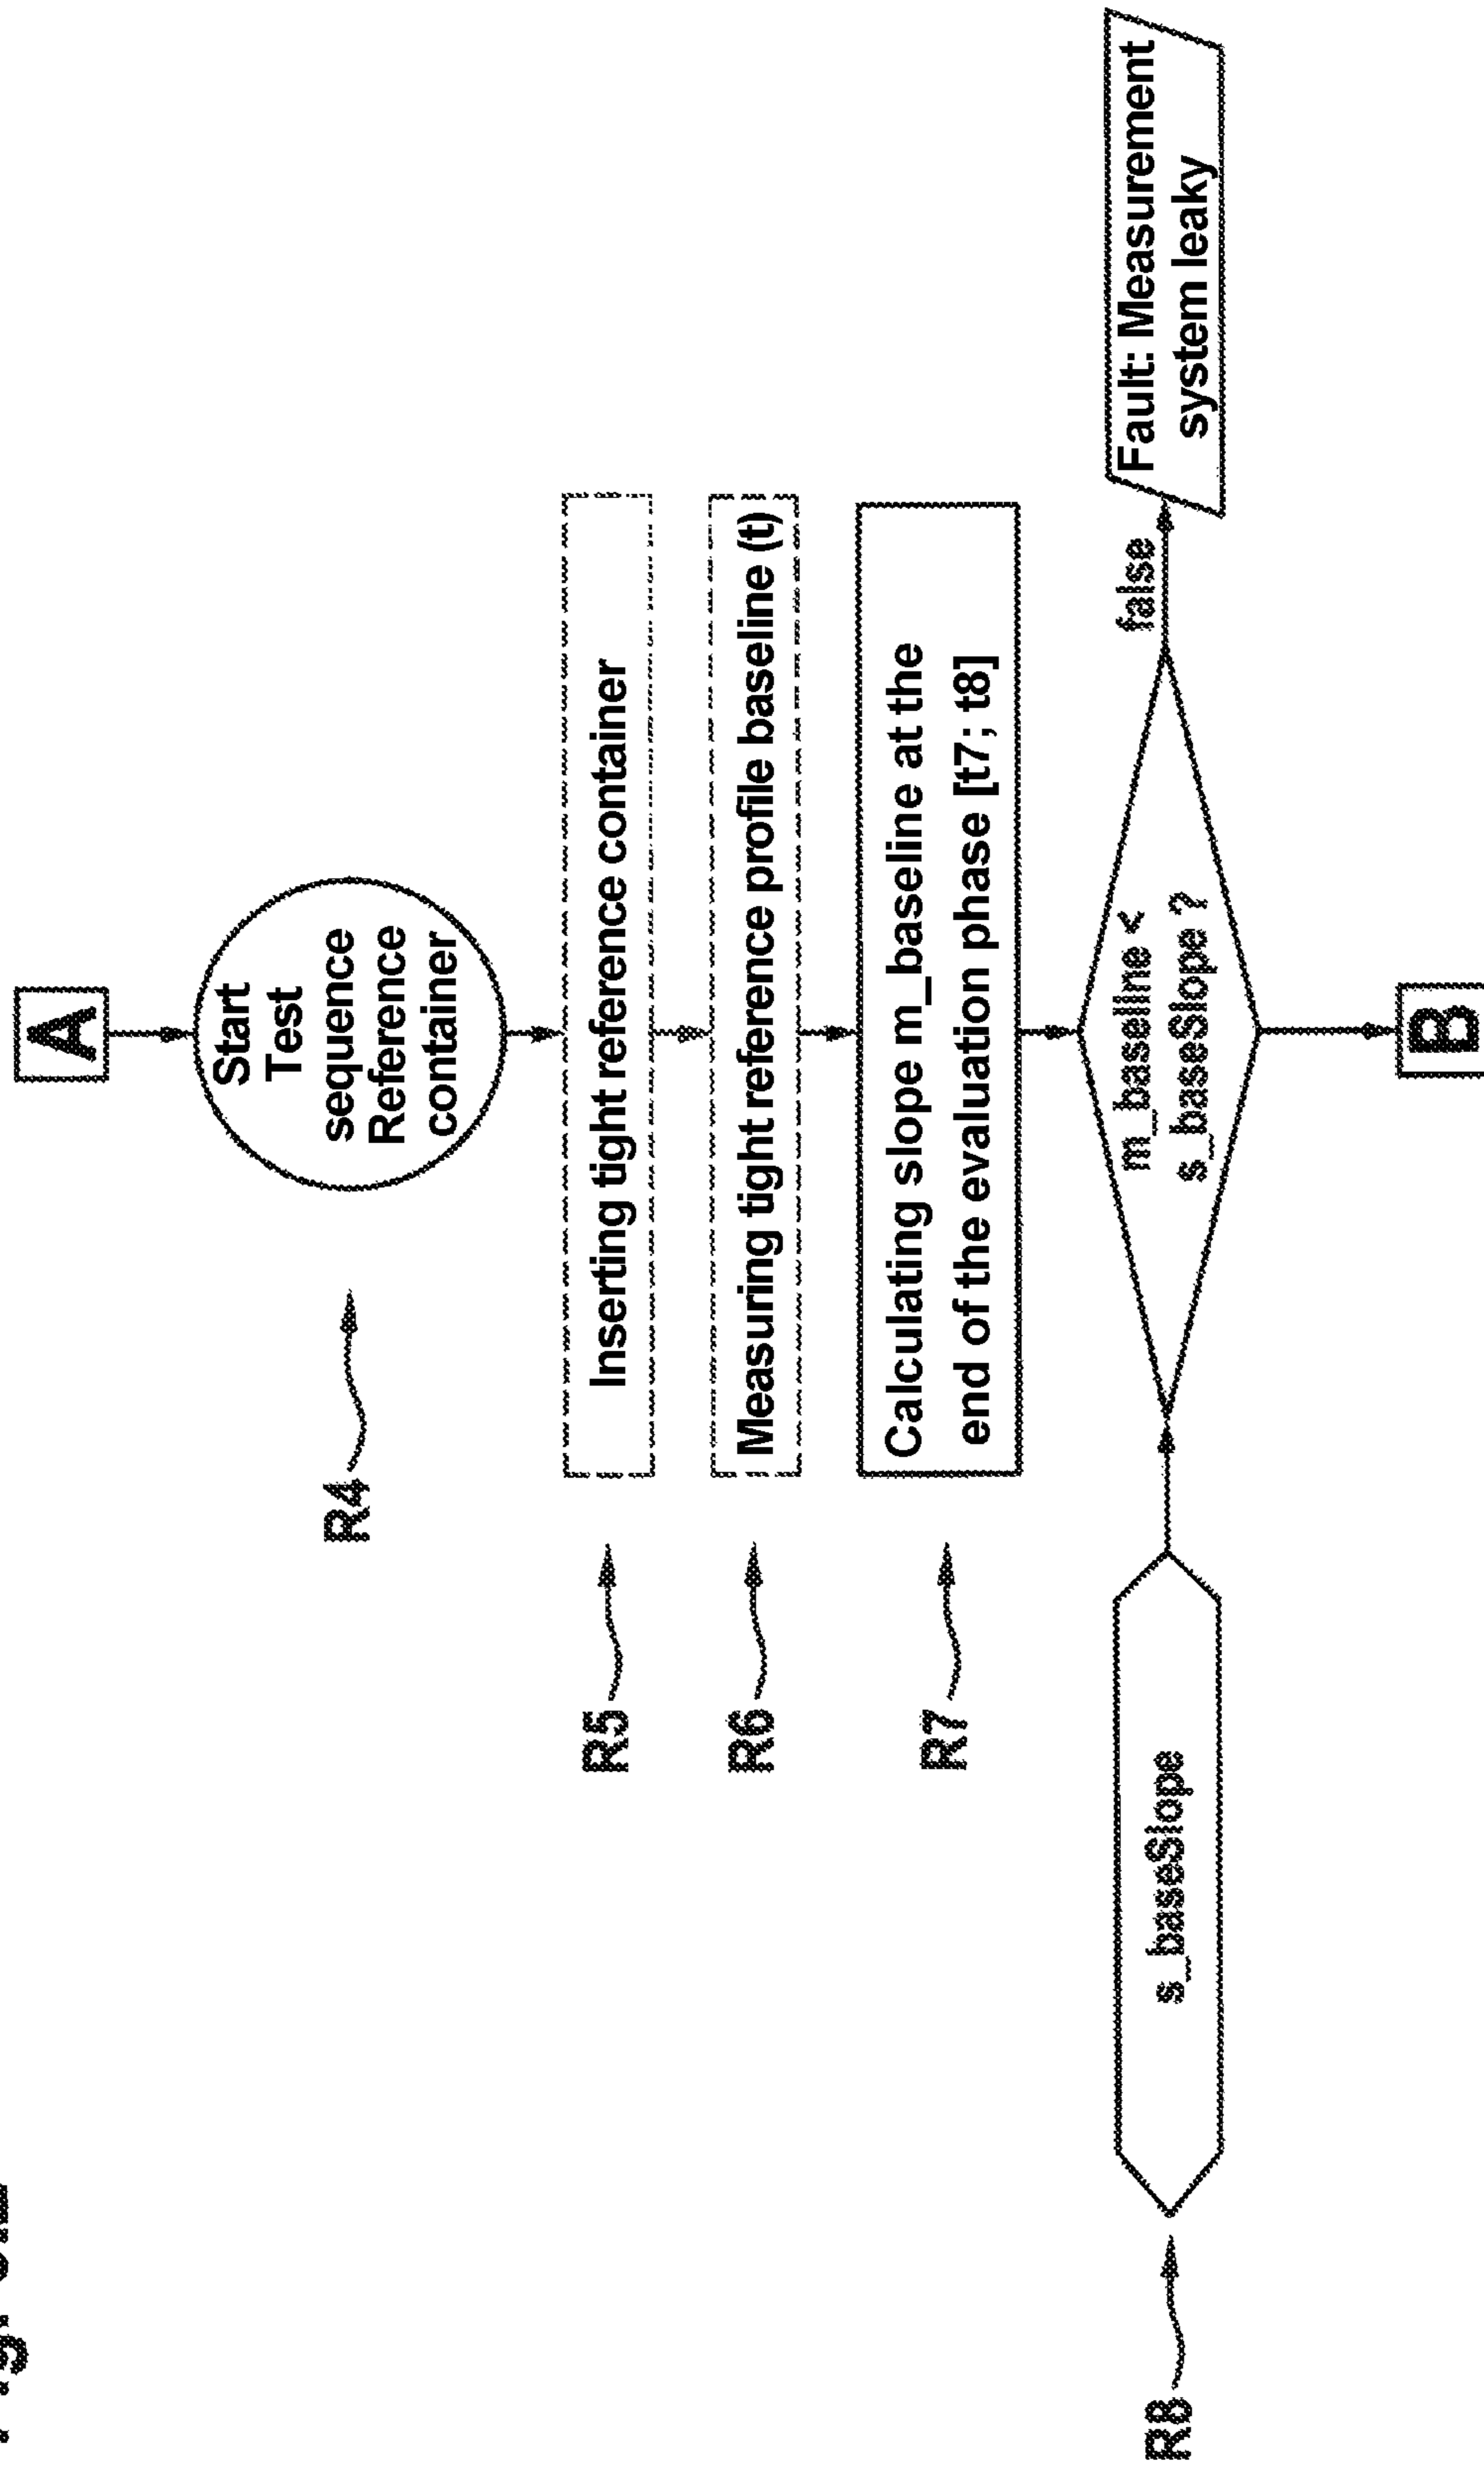 A
Start
Test
sequence
Reference
container
R4
Inserting tight reference container
R5
Measuring tight reference profile baseline (t)
R6
Calculating slope m_baseline at the
end of the evaluation phase [t7; t8]
R7
R8
s_baseSlope
m_baseline <
s_baseSlope ?
false
Fault: Measurement
system leaky
B